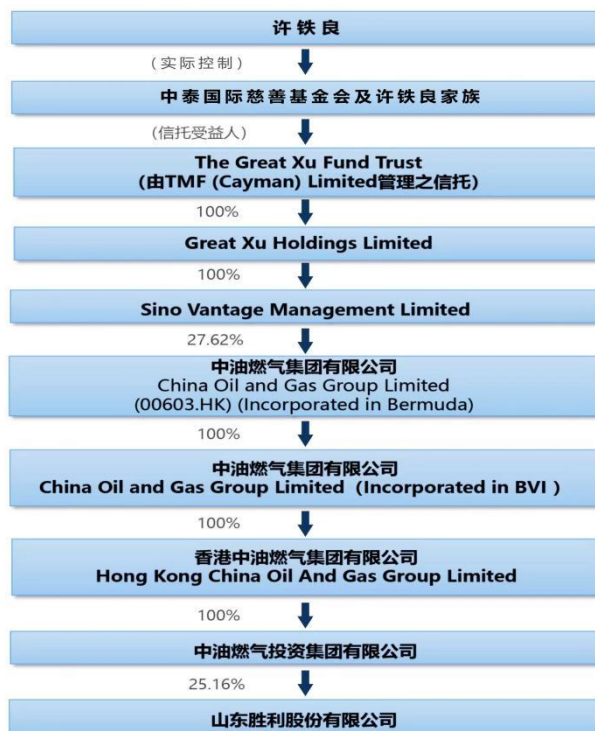 许铁良
(实际控制)
中泰国际慈善基金会及许铁良家族
(信托受益人)
The Great Xu Fund Trust
(由TMF (Cayman) Limited管理之信托)
100%
Great Xu Holdings Limited
100%
Sino Vantage Management Limited
27.62%
中油燃气集团有限公司
China Oil and Gas Group Limited
(00603.HK) (Incorporated in Bermuda)
100%
中油燃气集团有限公司
China Oil and Gas Group Limited (Incorporated in BVI )
100%
香港中油燃气集团有限公司
Hong Kong China Oil And Gas Group Limited
100%
中油燃气投资集团有限公司
25.16%
山东胜利股份有限公司